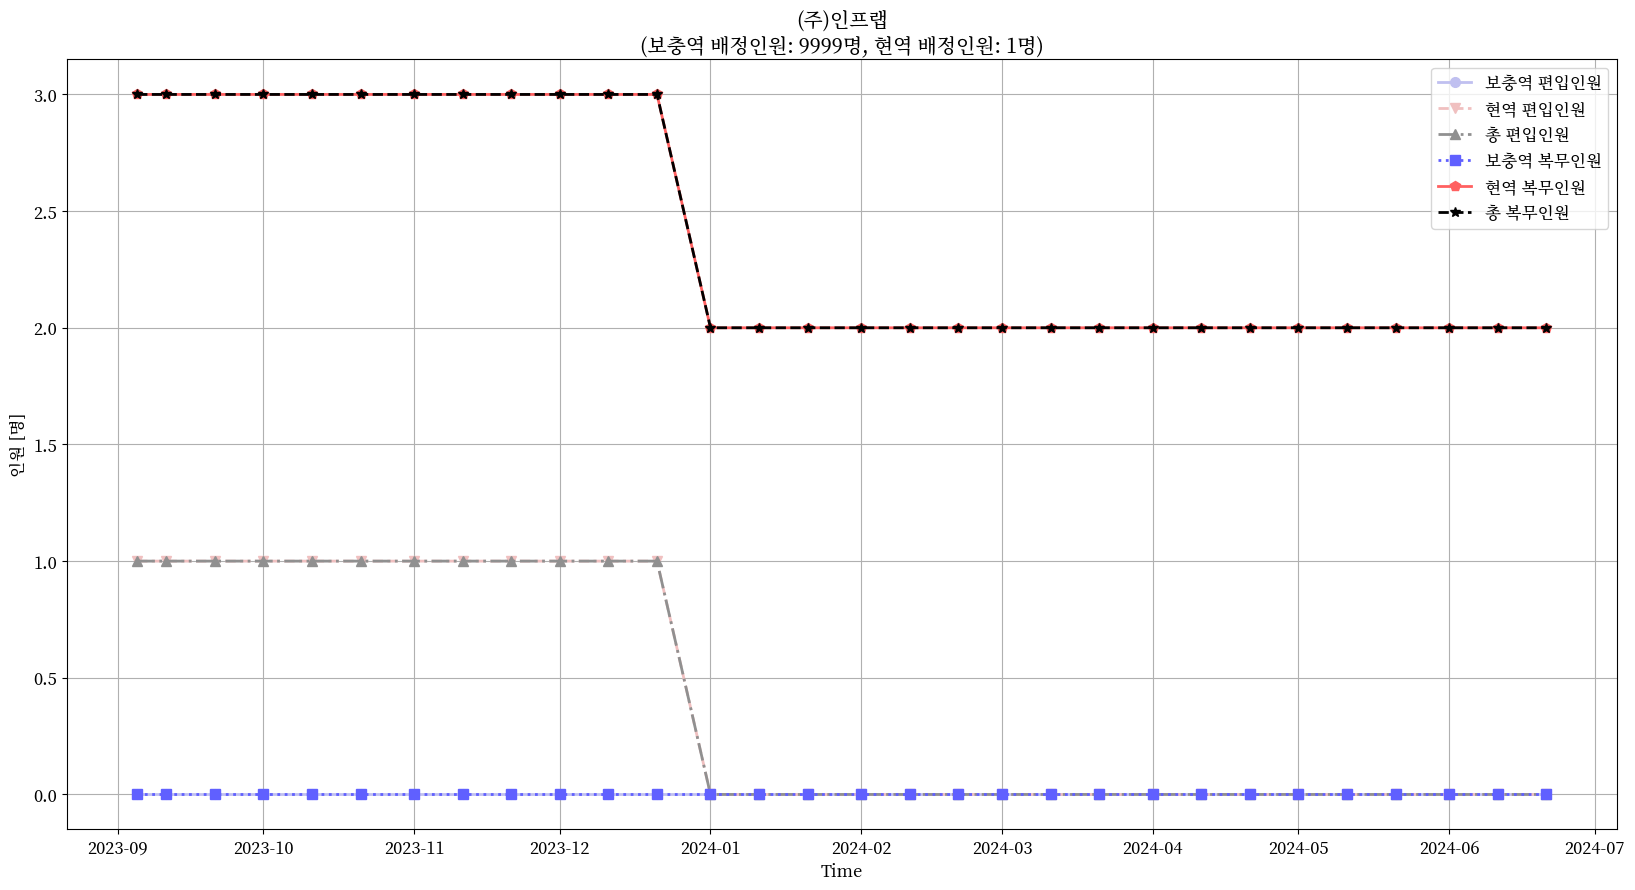 (주)인프랩
(보충역 배정인원: 9999명, 현역 배정인원: 1명)
보충역 편입인원
현역 편입인원
총 편입인원
보충역 복무인원
현역 복무인원
총 복무인원
인원 [명]
3.0
2.5
2.0
1.5
1.0
0.5
0.0
2023-09 2023-10 2023-11 2023-12 2024-01 2024-02 2024-03 2024-04 2024-05 2024-06 2024-07
Time